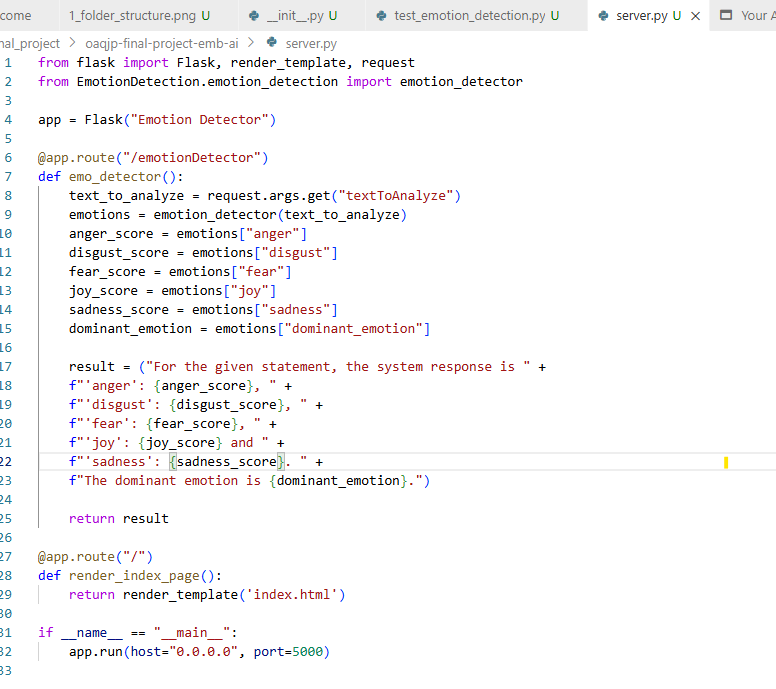 come 1_folder_structure.png U __init__.py U test_emotion_detection.py U server.py U Your A
nal_project > oaqjp-final-project-emb-ai > server.py
1 from flask import Flask, render_template, request
2 from EmotionDetection.emotion_detection import emotion_detector
3
4 app = Flask("Emotion Detector")
5
6 @app.route("/emotionDetector")
7 def emo_detector():
8     text_to_analyze = request.args.get("textToAnalyze")
9     emotions = emotion_detector(text_to_analyze)
10     anger_score = emotions["anger"]
11     disgust_score = emotions["disgust"]
12     fear_score = emotions["fear"]
13     joy_score = emotions["joy"]
14     sadness_score = emotions["sadness"]
15     dominant_emotion = emotions["dominant_emotion"]
16
17     result = ("For the given statement, the system response is " +
18     f"'anger': {anger_score}, " +
19     f"'disgust': {disgust_score}, " +
20     f"'fear': {fear_score}, " +
21     f"'joy': {joy_score} and " +
22     f"'sadness': {sadness_score}. " +
23     f"The dominant emotion is {dominant_emotion}.")
24
25     return result
26
27 @app.route("/")
28 def render_index_page():
29     return render_template('index.html')
30
31 if __name__ == "__main__":
32     app.run(host="0.0.0.0", port=5000)
33